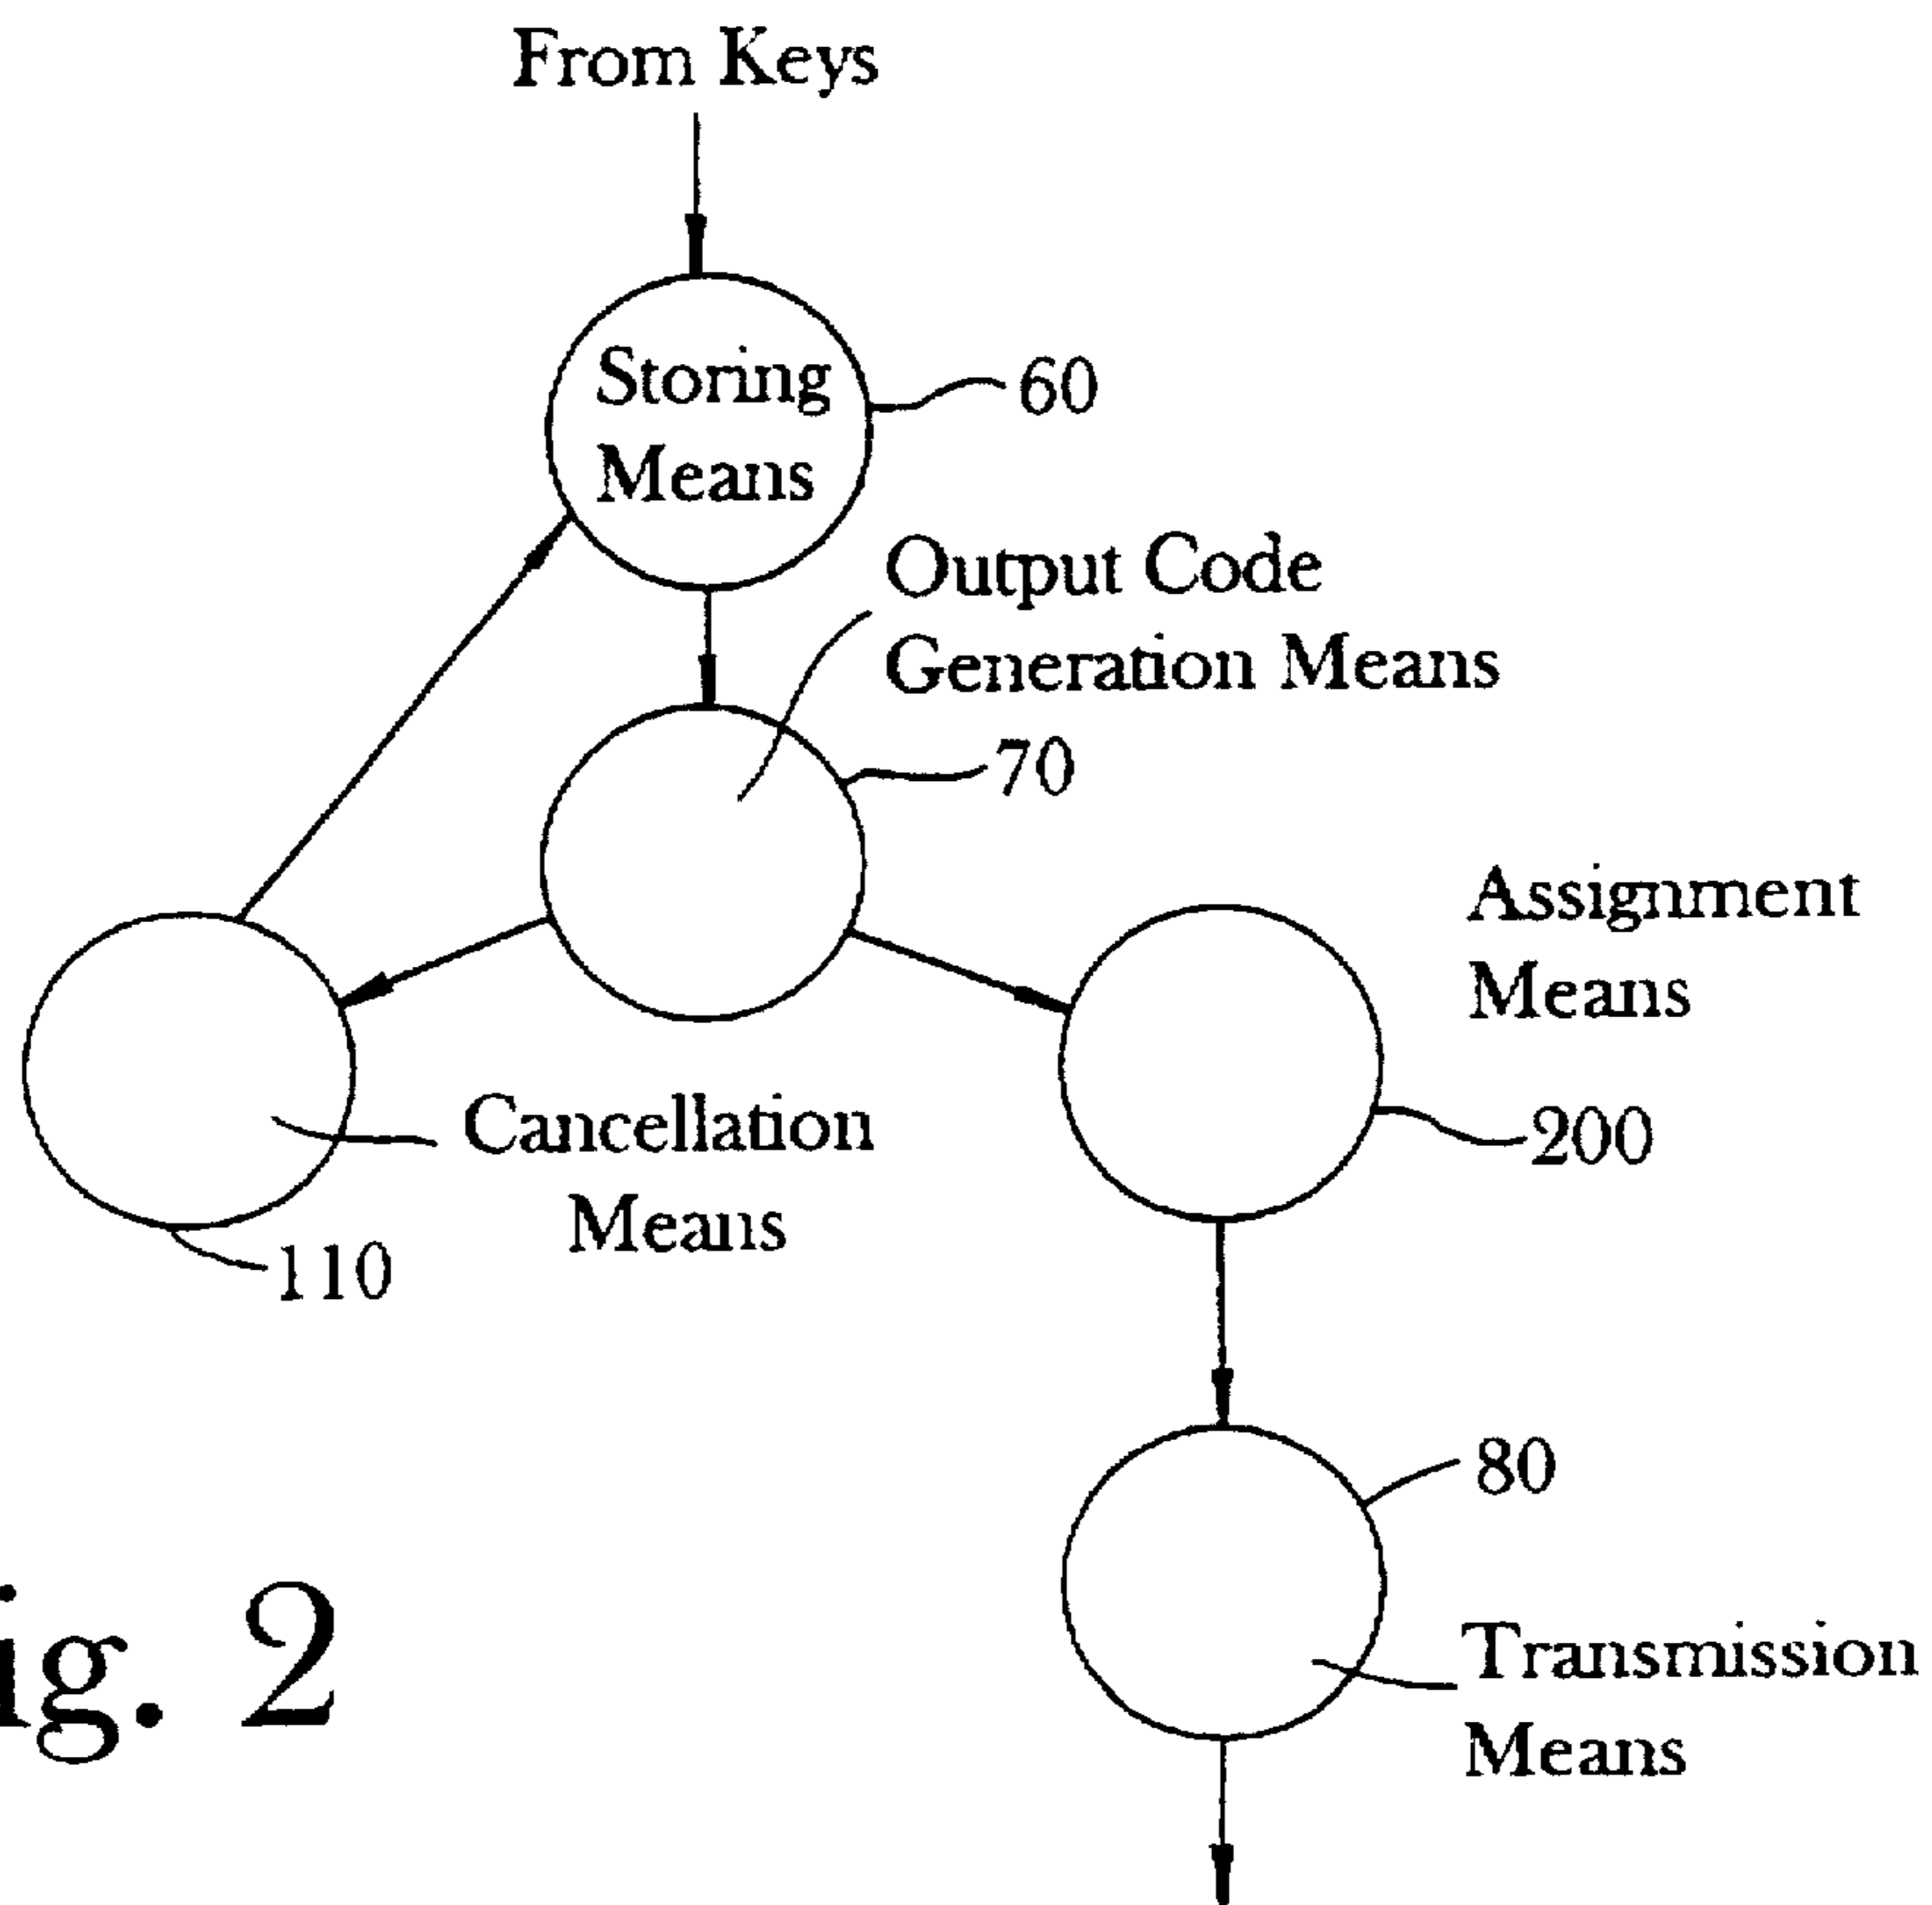 From Keys
Storing
Means
60
Output Code
Generation Means
70
Assignment
Means
200
Cancellation
Means
110
80
Transmission
Means
ig. 2